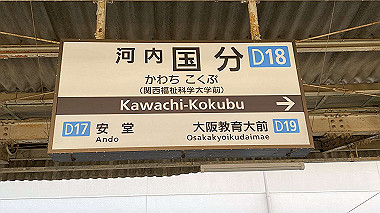 河内国分 D18
かわち こくぶ
(関西福祉科学大学前)
Kawachi-Kokubu →
D17 安堂 大阪教育大前 D19
Ando Osakakyoikudaimae